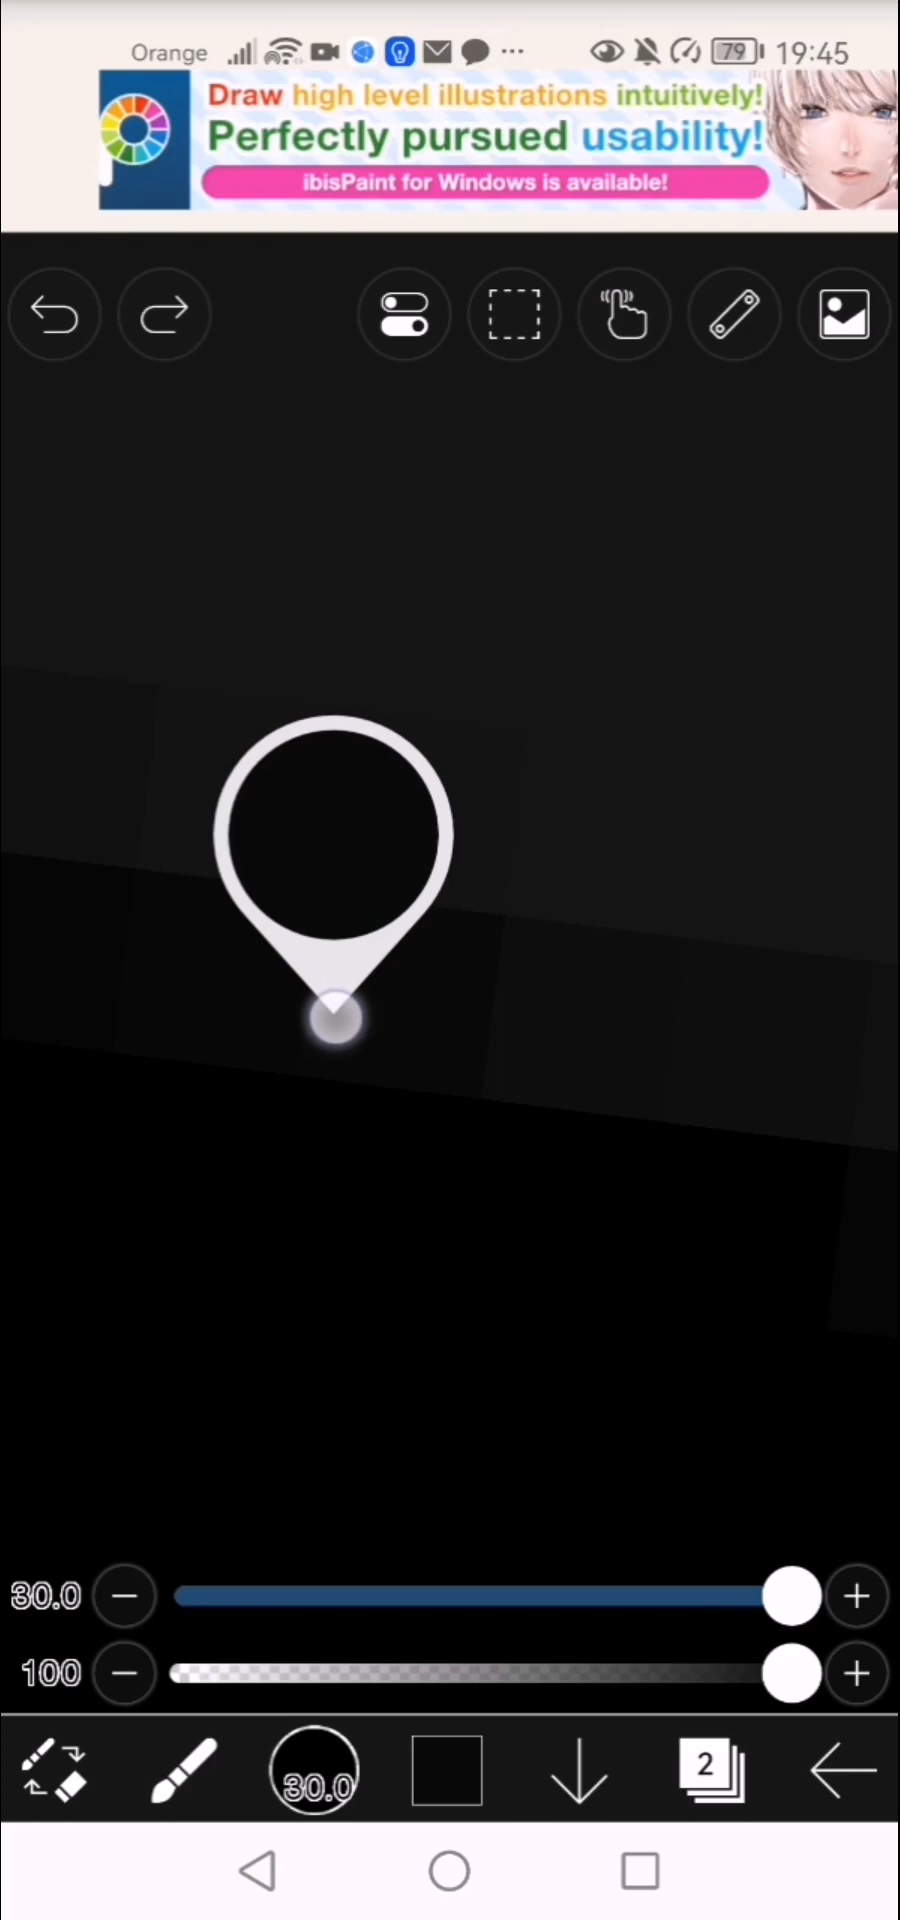 Orange 79 19:45
Draw high level illustrations intuitively!
Perfectly pursued usability!
ibisPaint for Windows is available!
30.0
100
30.0
2